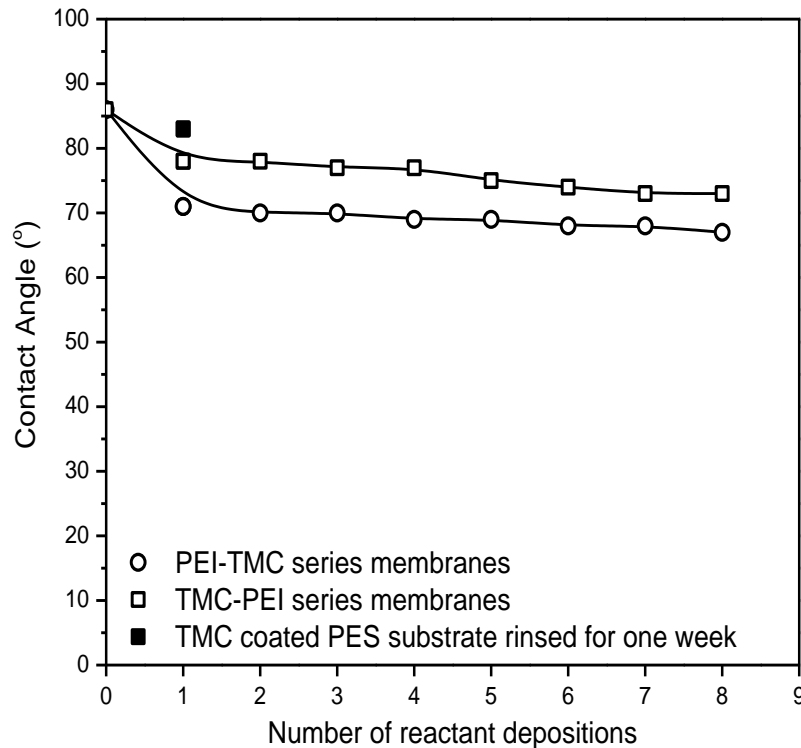 100
90
80
70
60
50
40
30
20
10
0
Contact Angle (°)
PEI-TMC series membranes
TMC-PEI series membranes
TMC coated PES substrate rinsed for one week
0 1 2 3 4 5 6 7 8 9
Number of reactant depositions